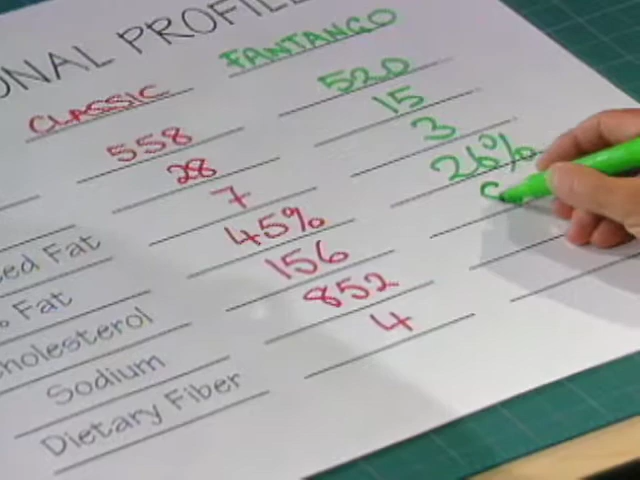 ONAL PROFILE
CLASSIC FANTANGO
558 520
28 15
7 3
ed Fat 45% 26%
% Fat 156
holesterol 852
Sodium 4
Dietary Fiber